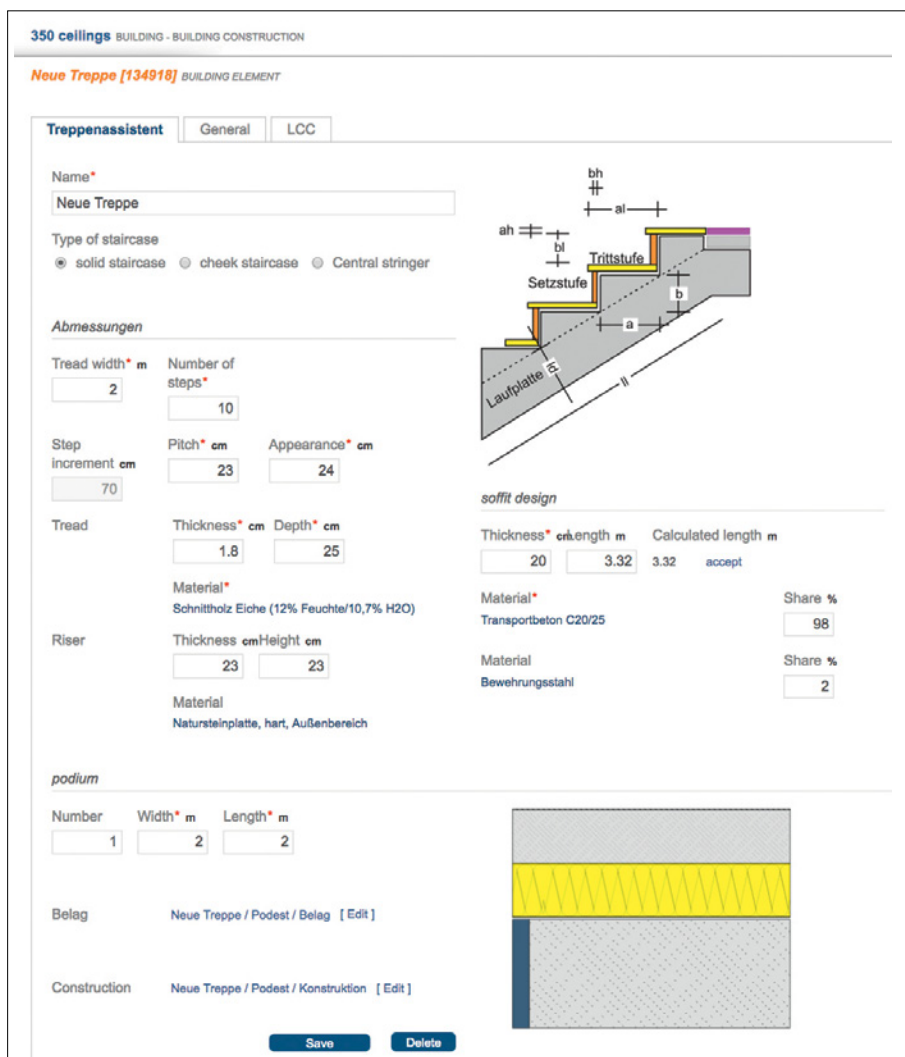 350 ceilings BUILDING - BUILDING CONSTRUCTION
Neue Treppe [134918] BUILDING ELEMENT
Treppenassistent General LCC
Name*
Neue Treppe
Type of staircase
solid staircase cheek staircase Central stringer
bh
al
ah
bl
Trittstufe
Setzstufe
b
a
Laufplatte
ld
ll
Abmessungen
Tread width* m Number of
steps*
2
10
Step
increment cm
Pitch* cm Appearance* cm
70
23 24
Tread Thickness* cm Depth* cm
1.8 25
Material*
Schnittholz Eiche (12% Feuchte/10,7% H2O)
Riser Thickness cm Height cm
23 23
Material
Natursteinplatte, hart, Außenbereich
soffit design
Thickness* cm Length m Calculated length m
20 3.32 3.32 accept
Material* Share %
Transportbeton C20/25 98
Material Share %
Bewehrungsstahl 2
podium
Number Width* m Length* m
1 2 2
Belag Neue Treppe / Podest / Belag [ Edit ]
Construction Neue Treppe / Podest / Konstruktion [ Edit ]
Save Delete